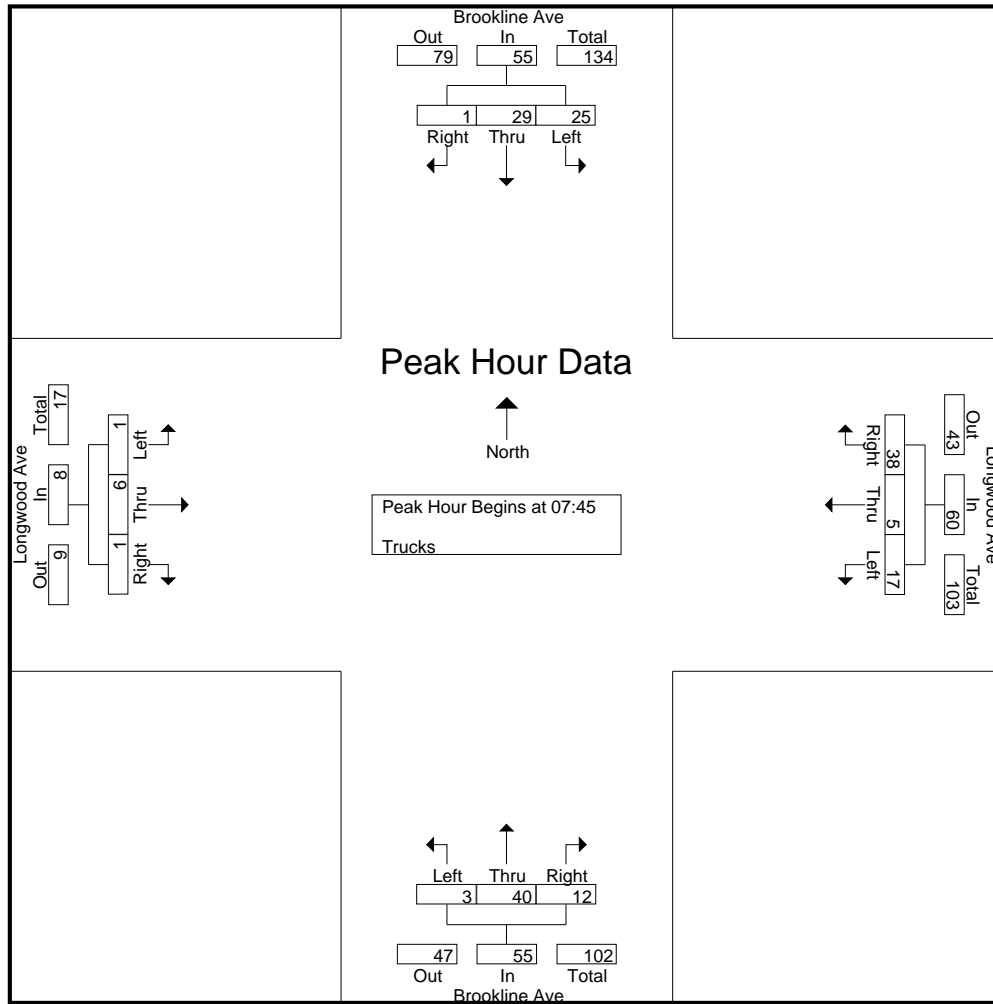 Brookline Ave
Out In Total
79 55 134
1 29 25
Right Thru Left
Peak Hour Data
North
Peak Hour Begins at 07:45
Trucks
Longwood Ave
Total In Out
17 8 9
1 6 1
Left Thru Right
Longwood Ave
Out In Total
43 60 103
38 5 17
Right Thru Left
Left Thru Right
3 40 12
47 55 102
Out In Total
Brookline Ave